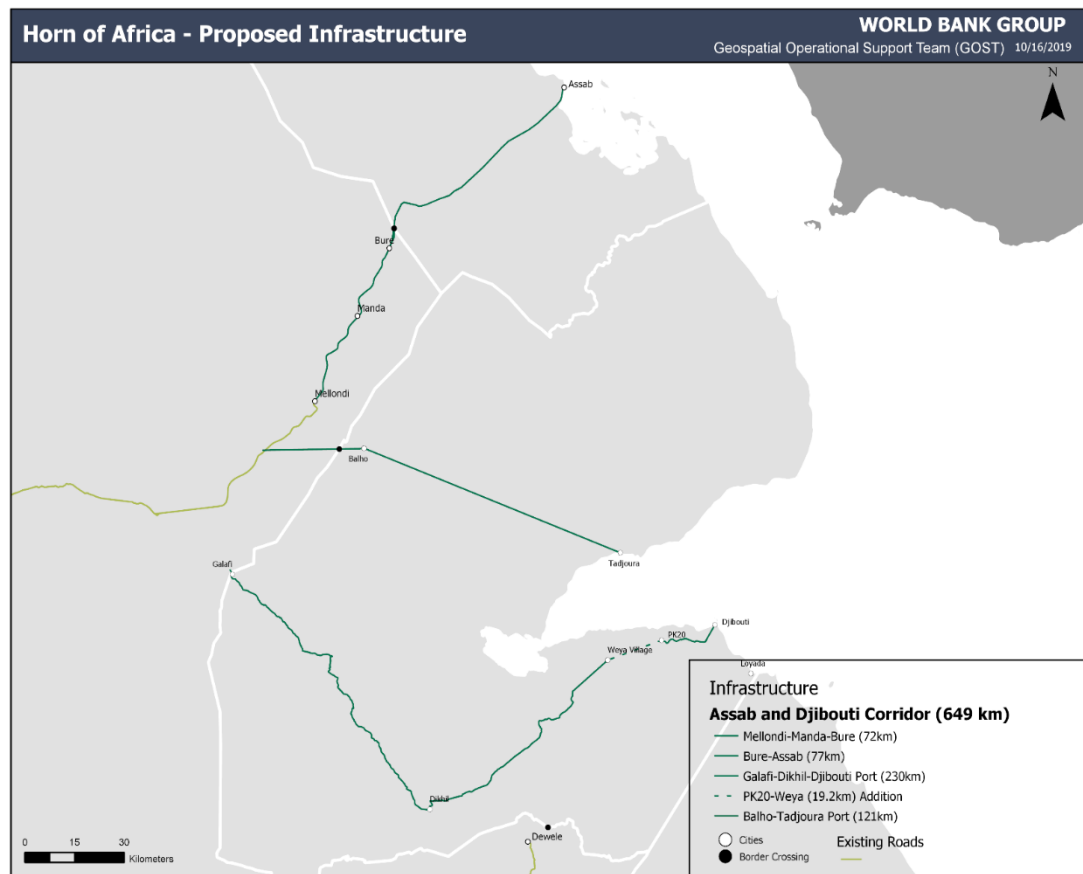 Horn of Africa - Proposed Infrastructure
WORLD BANK GROUP
Geospatial Operational Support Team (GOST) 10/16/2019
N
Assab
Bure
Manda
Mellondi
Balho
Tadjoura
Galafi
Djibouti
PK20
Weya Village
Loyada
Dikhil
Dewele
Infrastructure
Assab and Djibouti Corridor (649 km)
Mellondi-Manda-Bure (72km)
Bure-Assab (77km)
Galafi-Dikhil-Djibouti Port (230km)
PK20-Weya (19.2km) Addition
Balho-Tadjoura Port (121km)
Cities
Existing Roads
Border Crossing
0 15 30
Kilometers